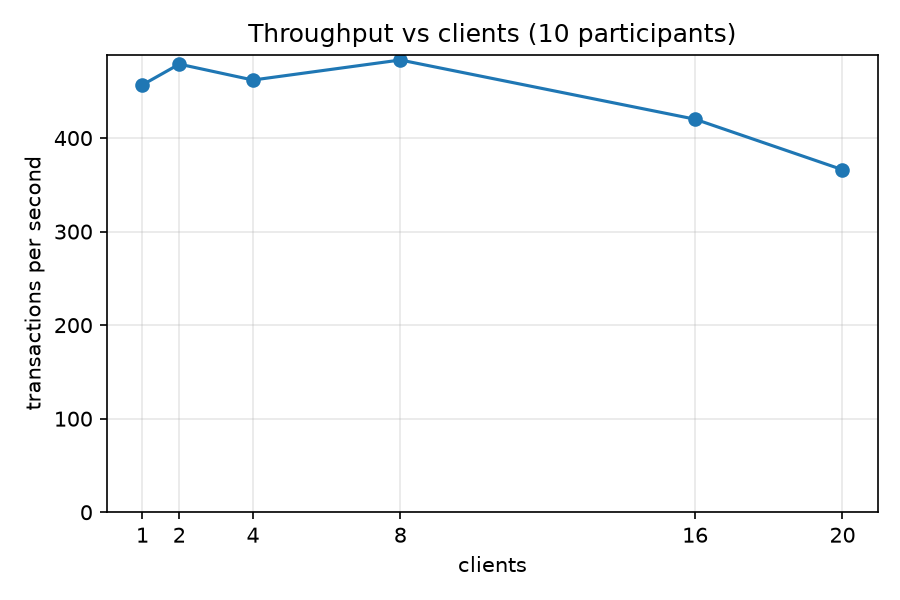 Throughput vs clients (10 participants)
transactions per second
400
300
200
100
0
1 2 4 8 16 20
clients